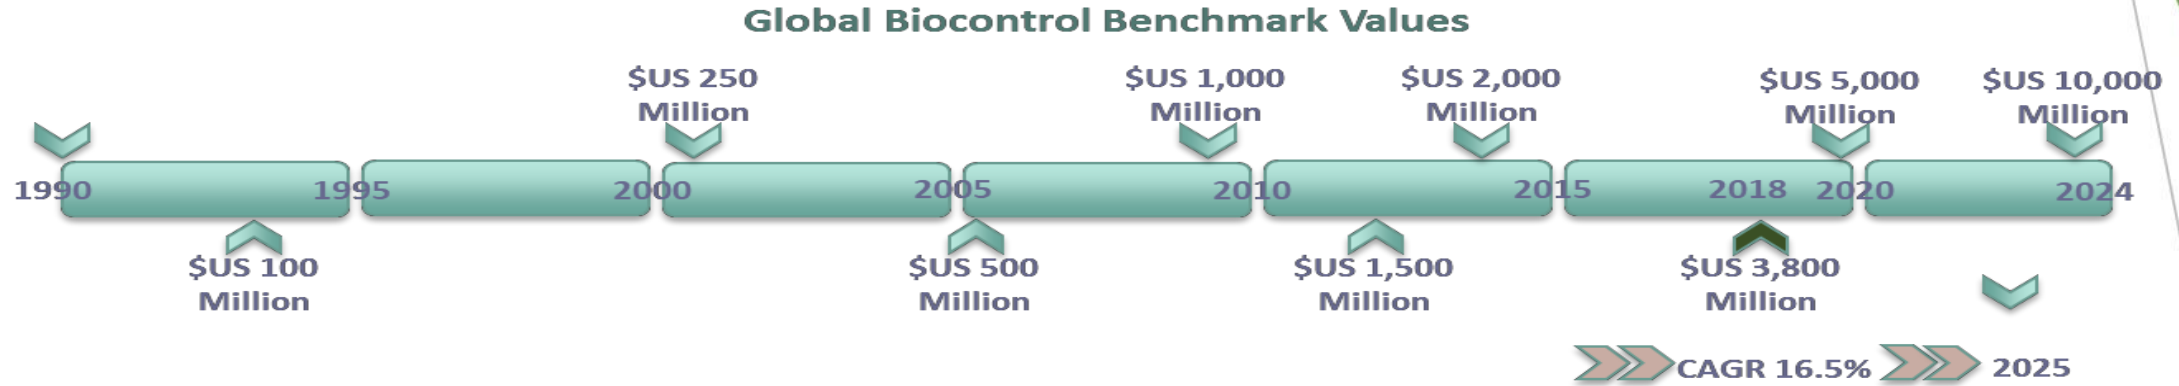 Global Biocontrol Benchmark Values
$US 250
Million
$US 1,000
Million
$US 2,000
Million
$US 5,000
Million
$US 10,000
Million
1990
1995
2000
2005
2010
2015
2018
2020
2024
$US 100
Million
$US 500
Million
$US 1,500
Million
$US 3,800
Million
CAGR 16.5%
2025